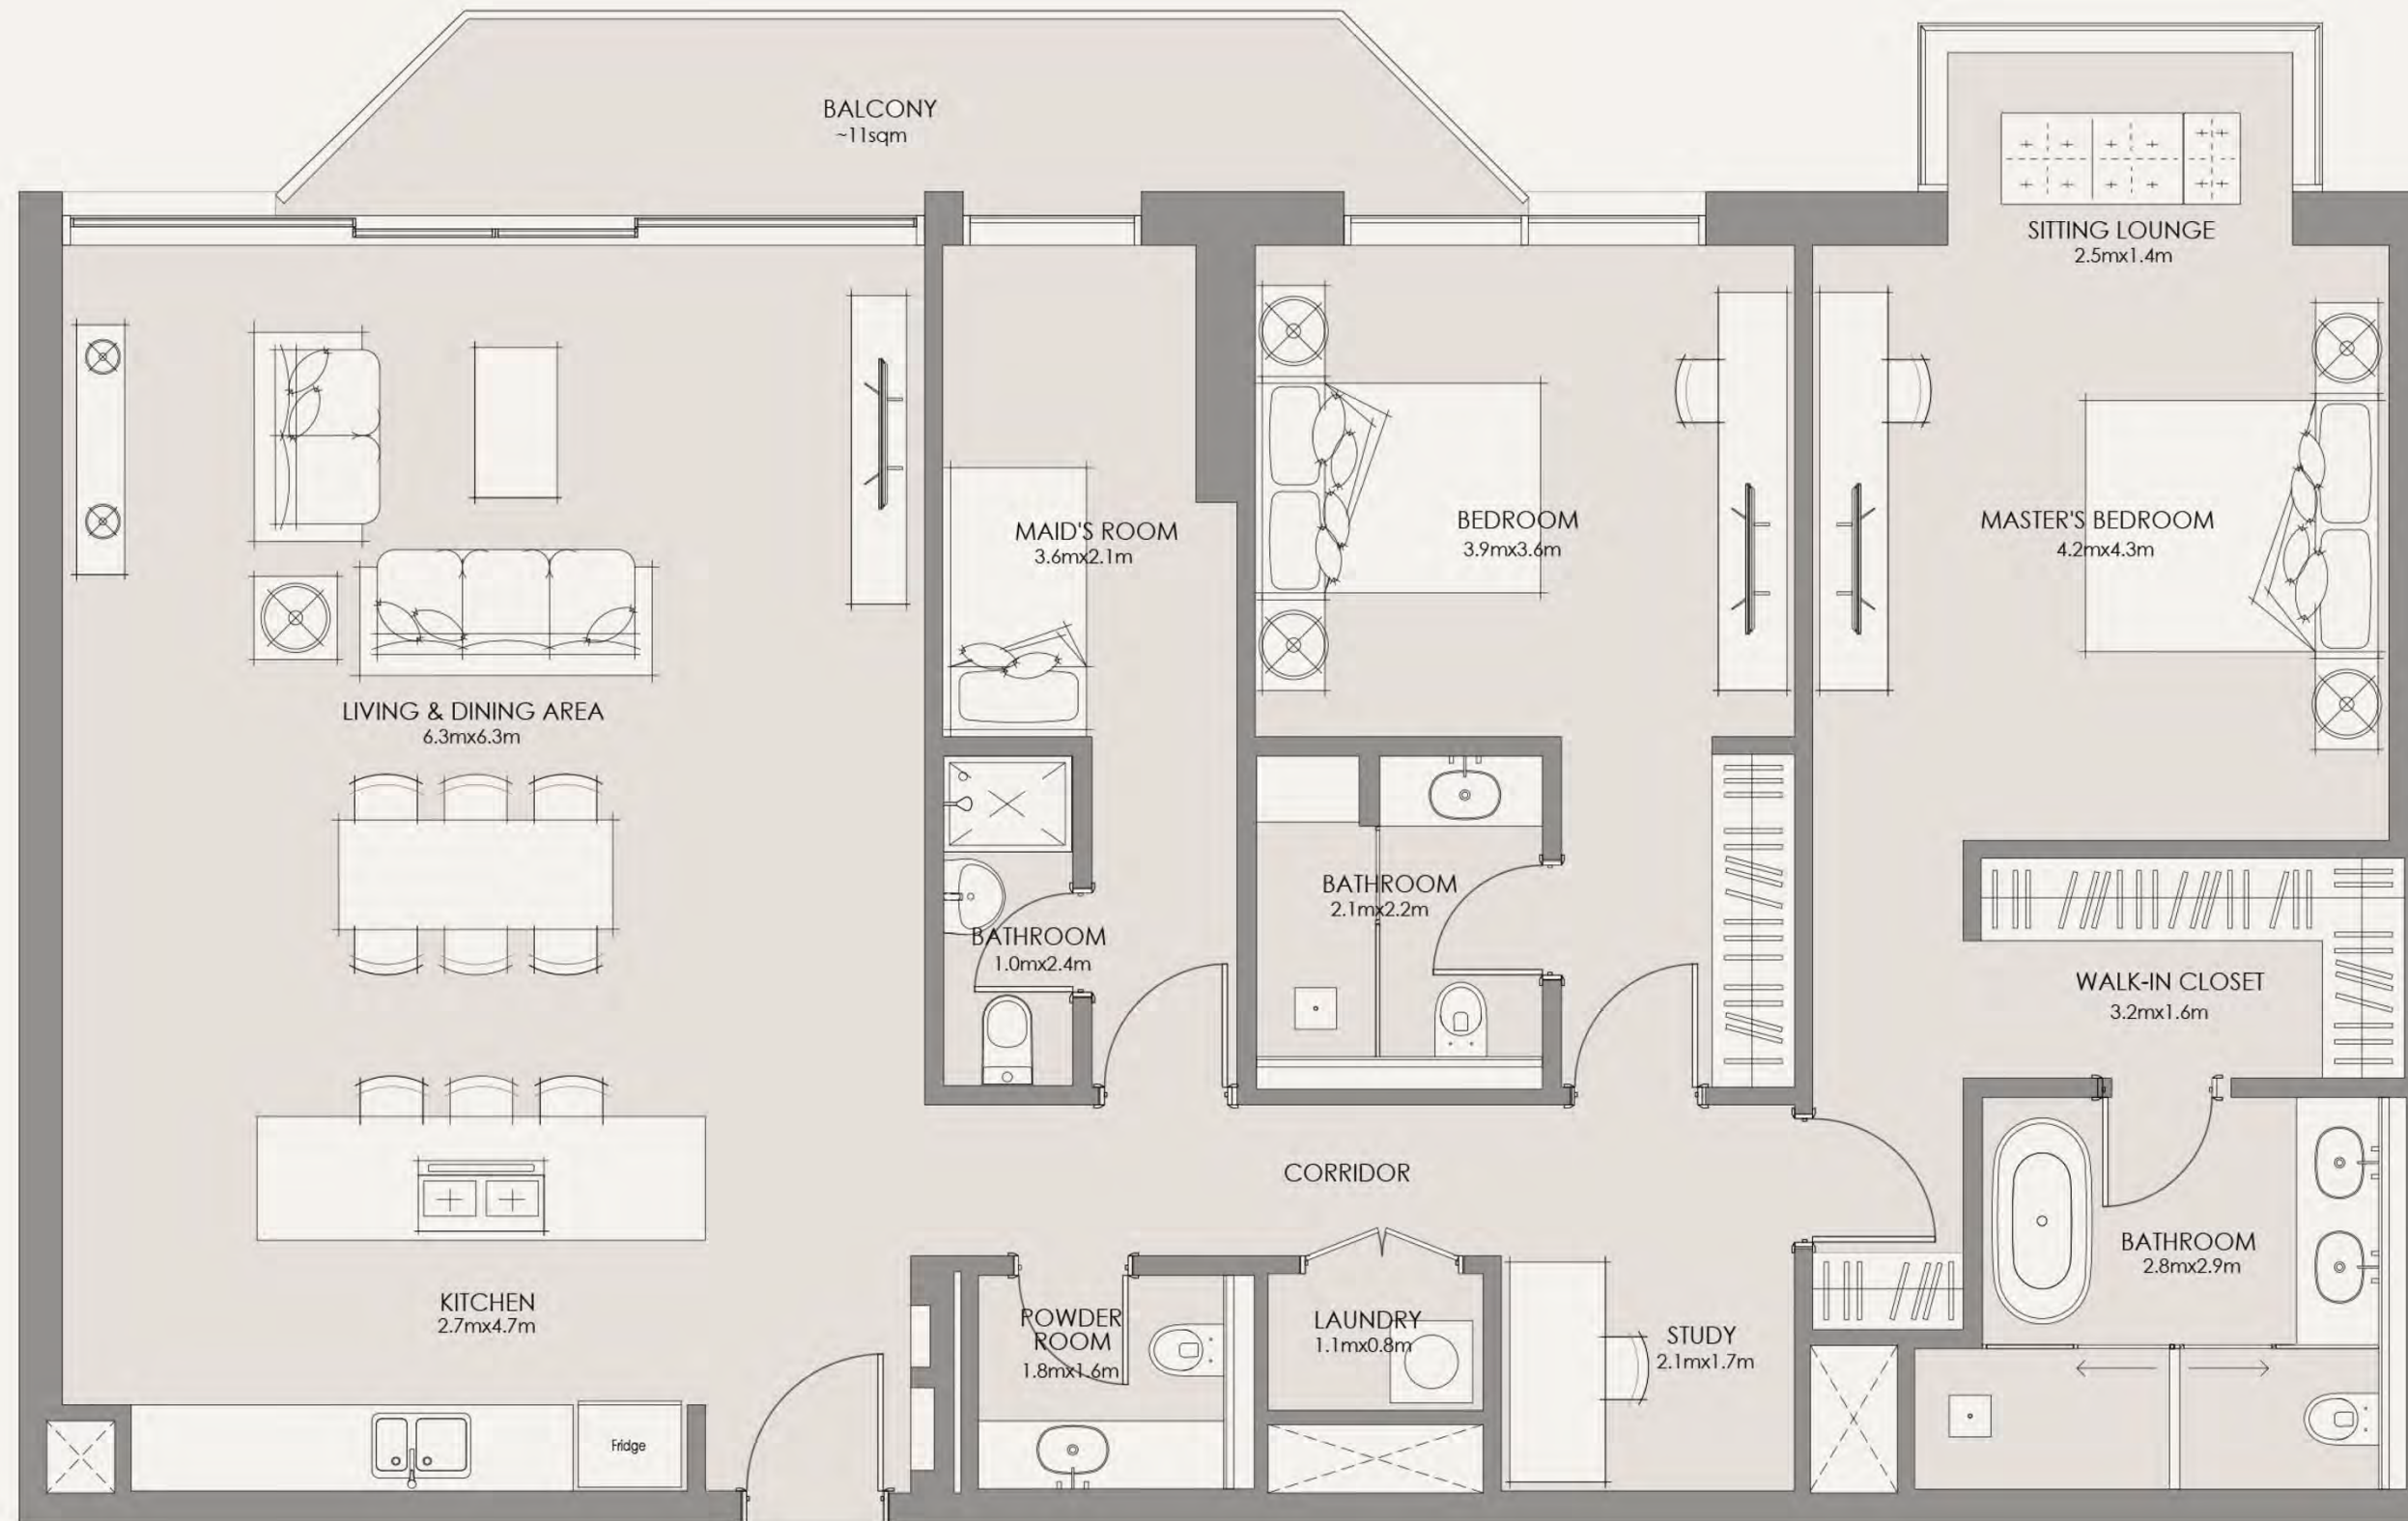 BALCONY
~11sqm
SITTING LOUNGE
2.5mx1.4m
MAID'S ROOM
3.6mx2.1m
BEDROOM
3.9mx3.6m
MASTER'S BEDROOM
4.2mx4.3m
LIVING & DINING AREA
6.3mx6.3m
BATHROOM
1.0mx2.4m
BATHROOM
2.1mx2.2m
WALK-IN CLOSET
3.2mx1.6m
CORRIDOR
KITCHEN
2.7mx4.7m
POWDER
ROOM
1.8mx1.6m
LAUNDRY
1.1mx0.8m
STUDY
2.1mx1.7m
BATHROOM
2.8mx2.9m
Fridge